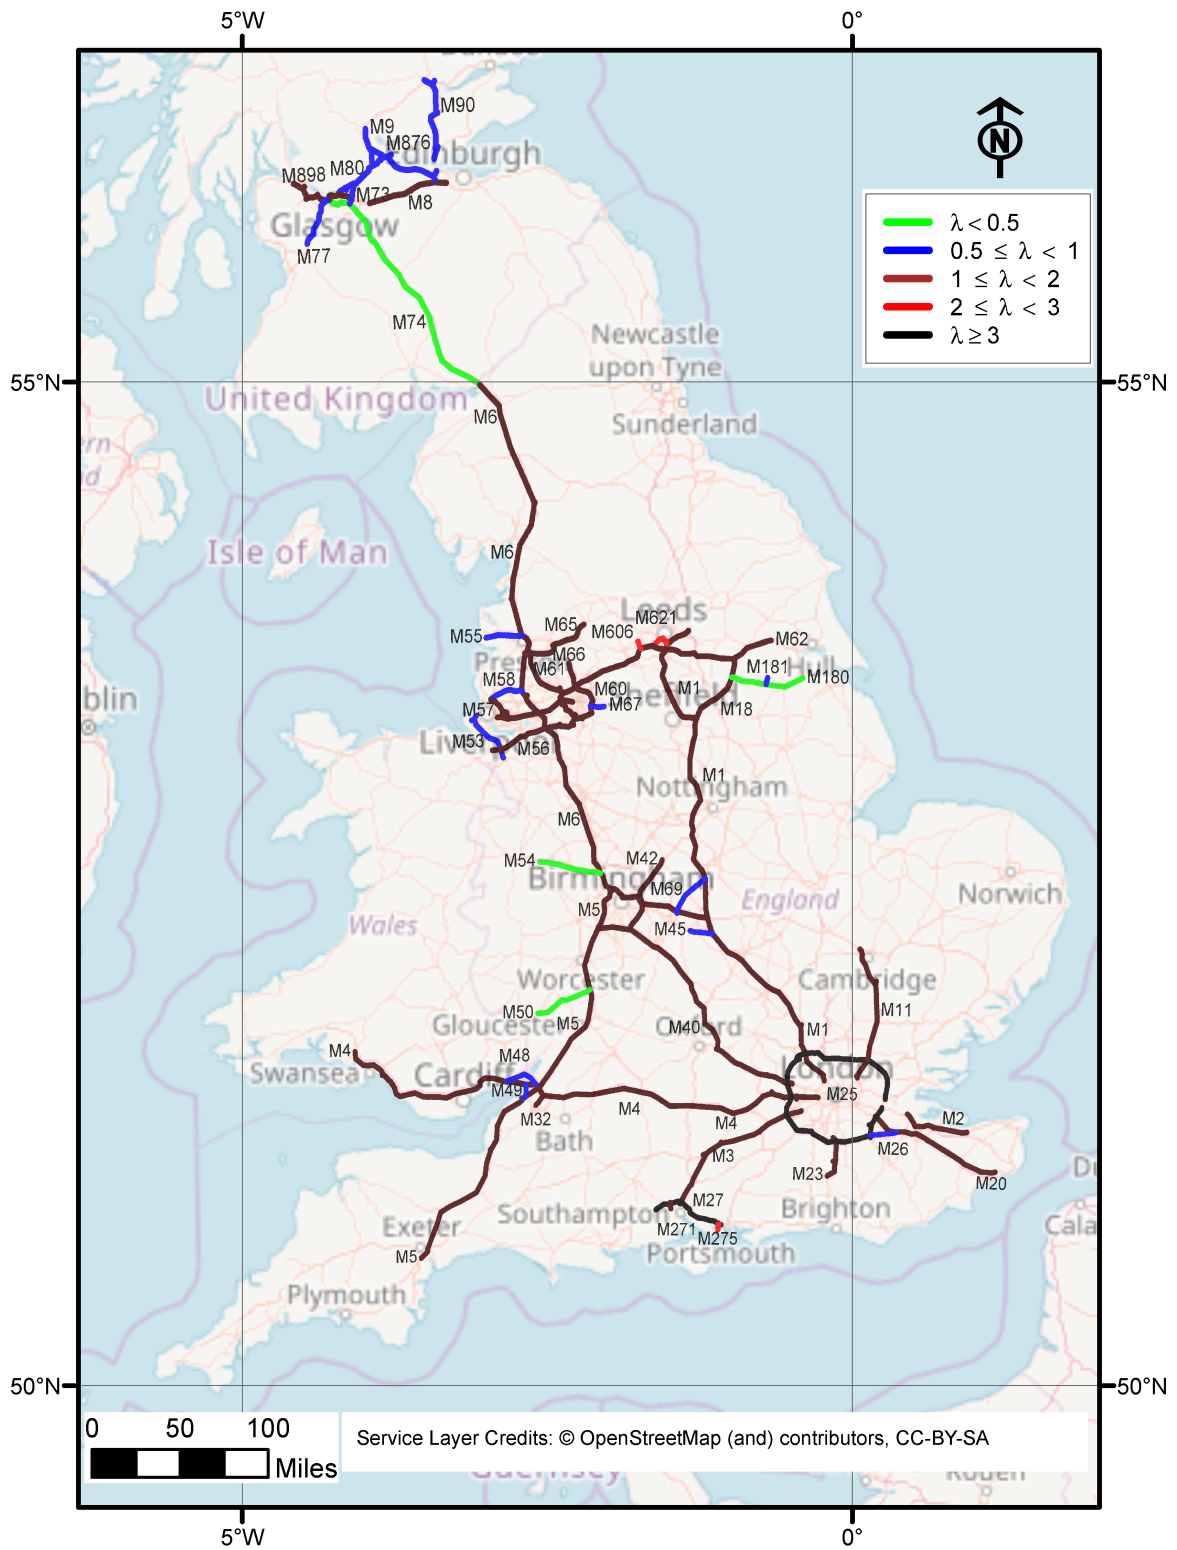 5°W
0°
M90
M9
M876
Edinburgh
M80
M898
M73
M8
Glasgow
M77
M74
λ < 0.5
0.5 ≤ λ < 1
1 ≤ λ < 2
2 ≤ λ < 3
λ ≥ 3
Newcastle
upon Tyne
55°N
55°N
United Kingdom
M6
Sunderland
Isle of Man
M6
Leeds
M621
M65
M606
M55
M62
M66
M61
M181
Hull
M180
M58
M60
M1
M67
M18
M57
M53
M56
M1
Nottingham
M6
M54
M42
Birmingham
M69
England
Norwich
M5
M45
Wales
Worcester
Cambridge
M50
M5
M11
Gloucester
M40
Oxford
M1
M4
M48
Swansea
Cardiff
London
M49
M25
M4
M32
M4
M2
Bath
M3
M26
M23
M20
M27
Southampton
Brighton
M271
M275
Exeter
M5
Portsmouth
Plymouth
50°N
50°N
0
50
100
Miles
Service Layer Credits: © OpenStreetMap (and) contributors, CC-BY-SA
5°W
0°
N